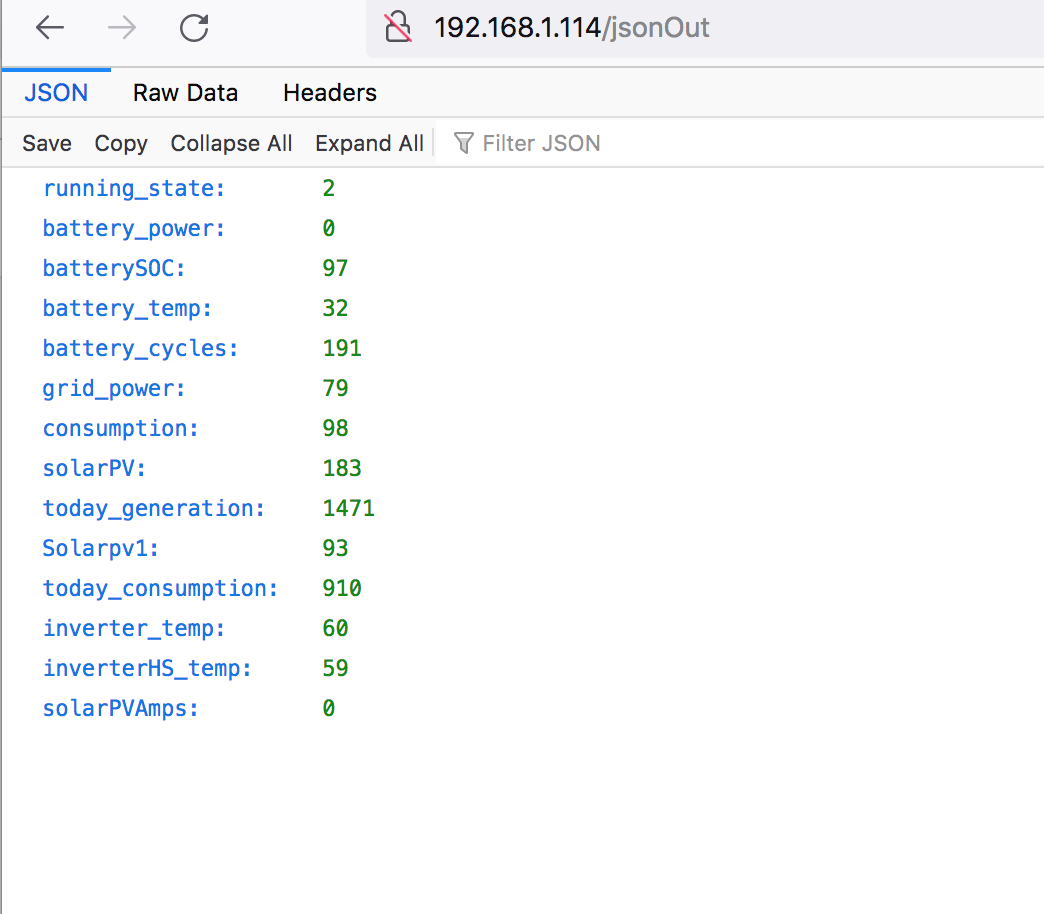 192.168.1.114/jsonOut
JSON Raw Data Headers
Save Copy Collapse All Expand All Filter JSON
running_state: 2
battery_power: 0
batterySOC: 97
battery_temp: 32
battery_cycles: 191
grid_power: 79
consumption: 98
solarPV: 183
today_generation: 1471
Solarpv1: 93
today_consumption: 910
inverter_temp: 60
inverterHS_temp: 59
solarPVAmps: 0